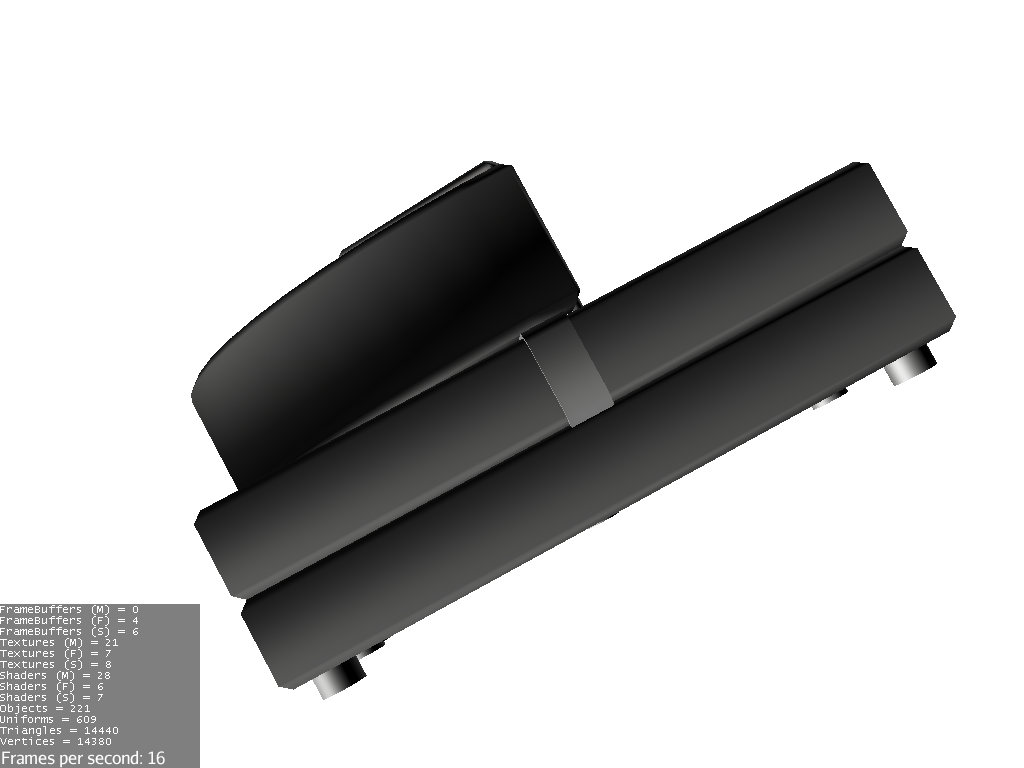 FrameBuffers (M) = 0
FrameBuffers (F) = 4
FrameBuffers (S) = 6
Textures (M) = 21
Textures (F) = 7
Textures (S) = 8
Shaders (M) = 28
Shaders (F) = 6
Shaders (S) = 7
Objects = 221
Uniforms = 609
Triangles = 14440
Vertices = 14380
Frames per second: 16